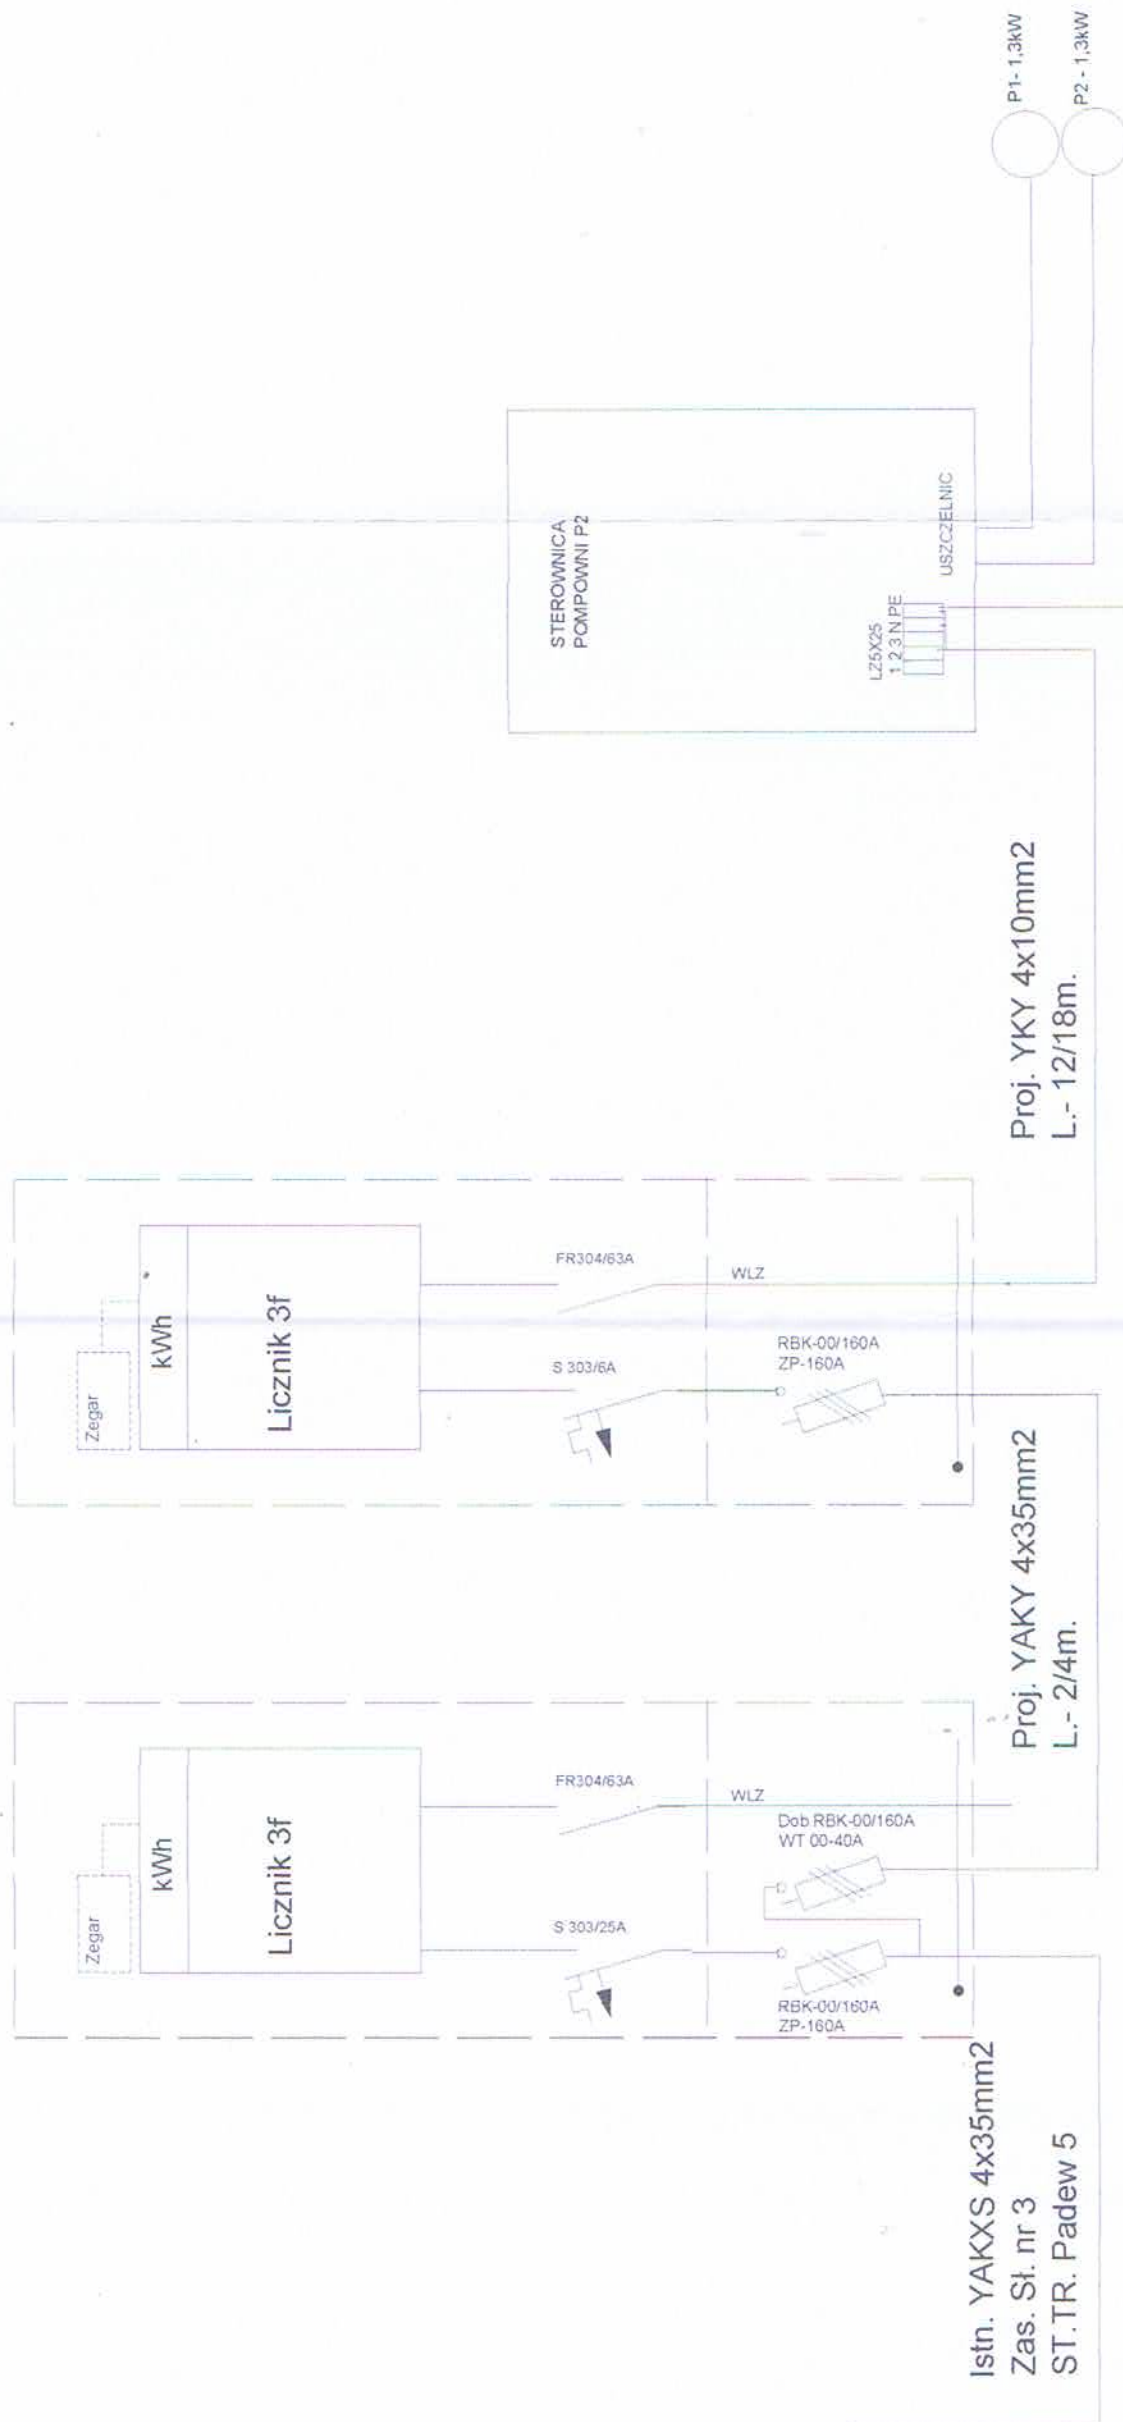 Zegar
kWh
Licznik 3f
S 303/25A
FR304/63A
WLZ
Dob RBK-00/160A
WT 00-40A
RBK-00/160A
ZP-160A
Istn. YAKXS 4x35mm2
Zas. Sł. nr 3
ST.TR. Padew 5
Proj. YAKY 4x35mm2
L.- 2/4m.
Zegar
kWh
Licznik 3f
S 303/6A
FR304/63A
WLZ
RBK-00/160A
ZP-160A
Proj. YKY 4x10mm2
L.- 12/18m.
STEROWNICA
POMPOWNI P2
LZ5X25
1 2 3 N PE
USZCZELNIC
P1- 1,3kW
P2 - 1,3kW